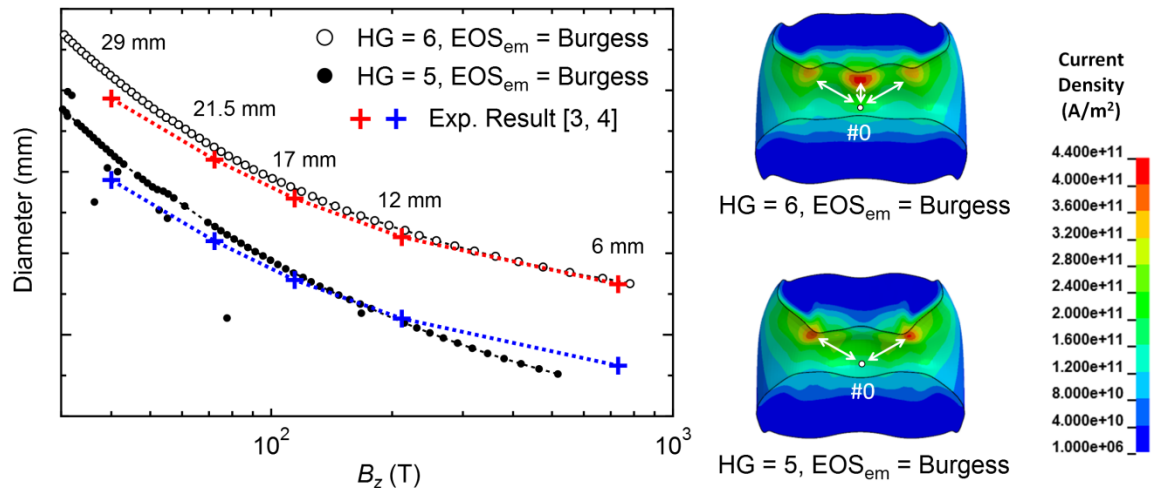 29 mm
HG = 6, EOSem = Burgess
HG = 5, EOSem = Burgess
21.5 mm
Exp. Result [3, 4]
17 mm
12 mm
6 mm
Diameter (mm)
10²
10³
Bz (T)
#0
HG = 6, EOSem = Burgess
#0
HG = 5, EOSem = Burgess
Current
Density
(A/m²)
4.400e+11
4.000e+11
3.600e+11
3.200e+11
2.800e+11
2.400e+11
2.000e+11
1.600e+11
1.200e+11
8.000e+10
4.000e+10
1.000e+06